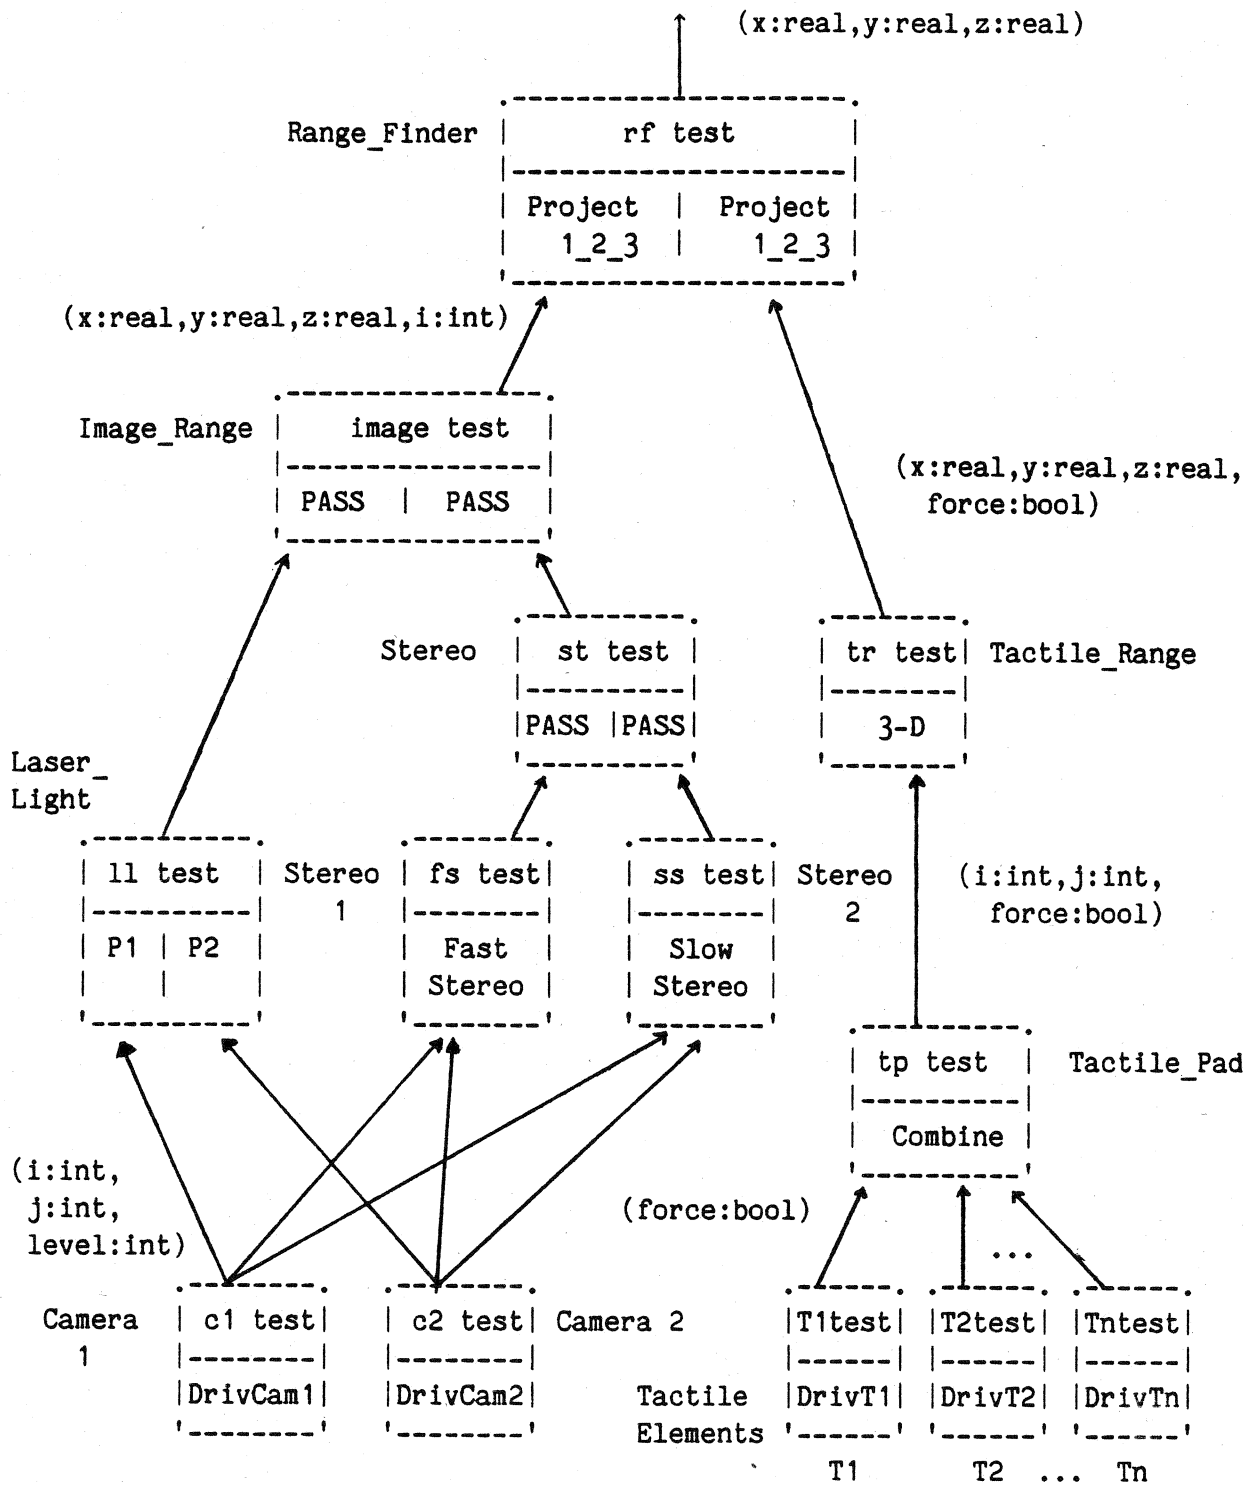 (x:real,y:real,z:real)
Range_Finder
rf test
Project | Project
1_2_3 | 1_2_3
(x:real,y:real,z:real,i:int)
Image_Range
image test
PASS | PASS
(x:real,y:real,z:real,
force:bool)
Stereo
st test
PASS |PASS
tr test
Tactile_Range
3-D
Laser_
Light
ll test
P1 | P2
Stereo
1
fs test
Fast
Stereo
ss test
Slow
Stereo
Stereo
2
(i:int,j:int,
force:bool)
tp test
Tactile_Pad
Combine
(i:int,
j:int,
level:int)
(force:bool)
...
Camera
1
c1 test
DrivCam1
c2 test
DrivCam2
Camera 2
T1test
DrivT1
T2test
DrivT2
Tntest
DrivTn
Tactile
Elements
T1 T2 ... Tn